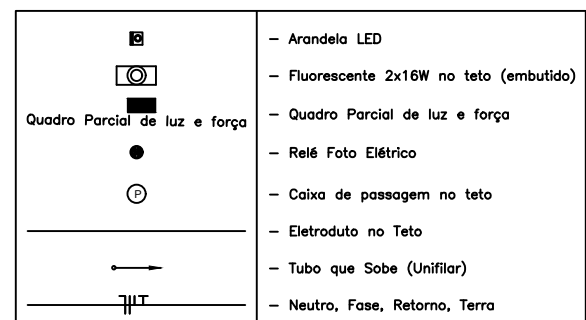 – Arandela LED
– Fluorescente 2x16W no teto (embutido)
Quadro Parcial de luz e força – Quadro Parcial de luz e força
– Relé Foto Elétrico
P – Caixa de passagem no teto
– Eletroduto no Teto
– Tubo que Sobe (Unifilar)
– Neutro, Fase, Retorno, Terra